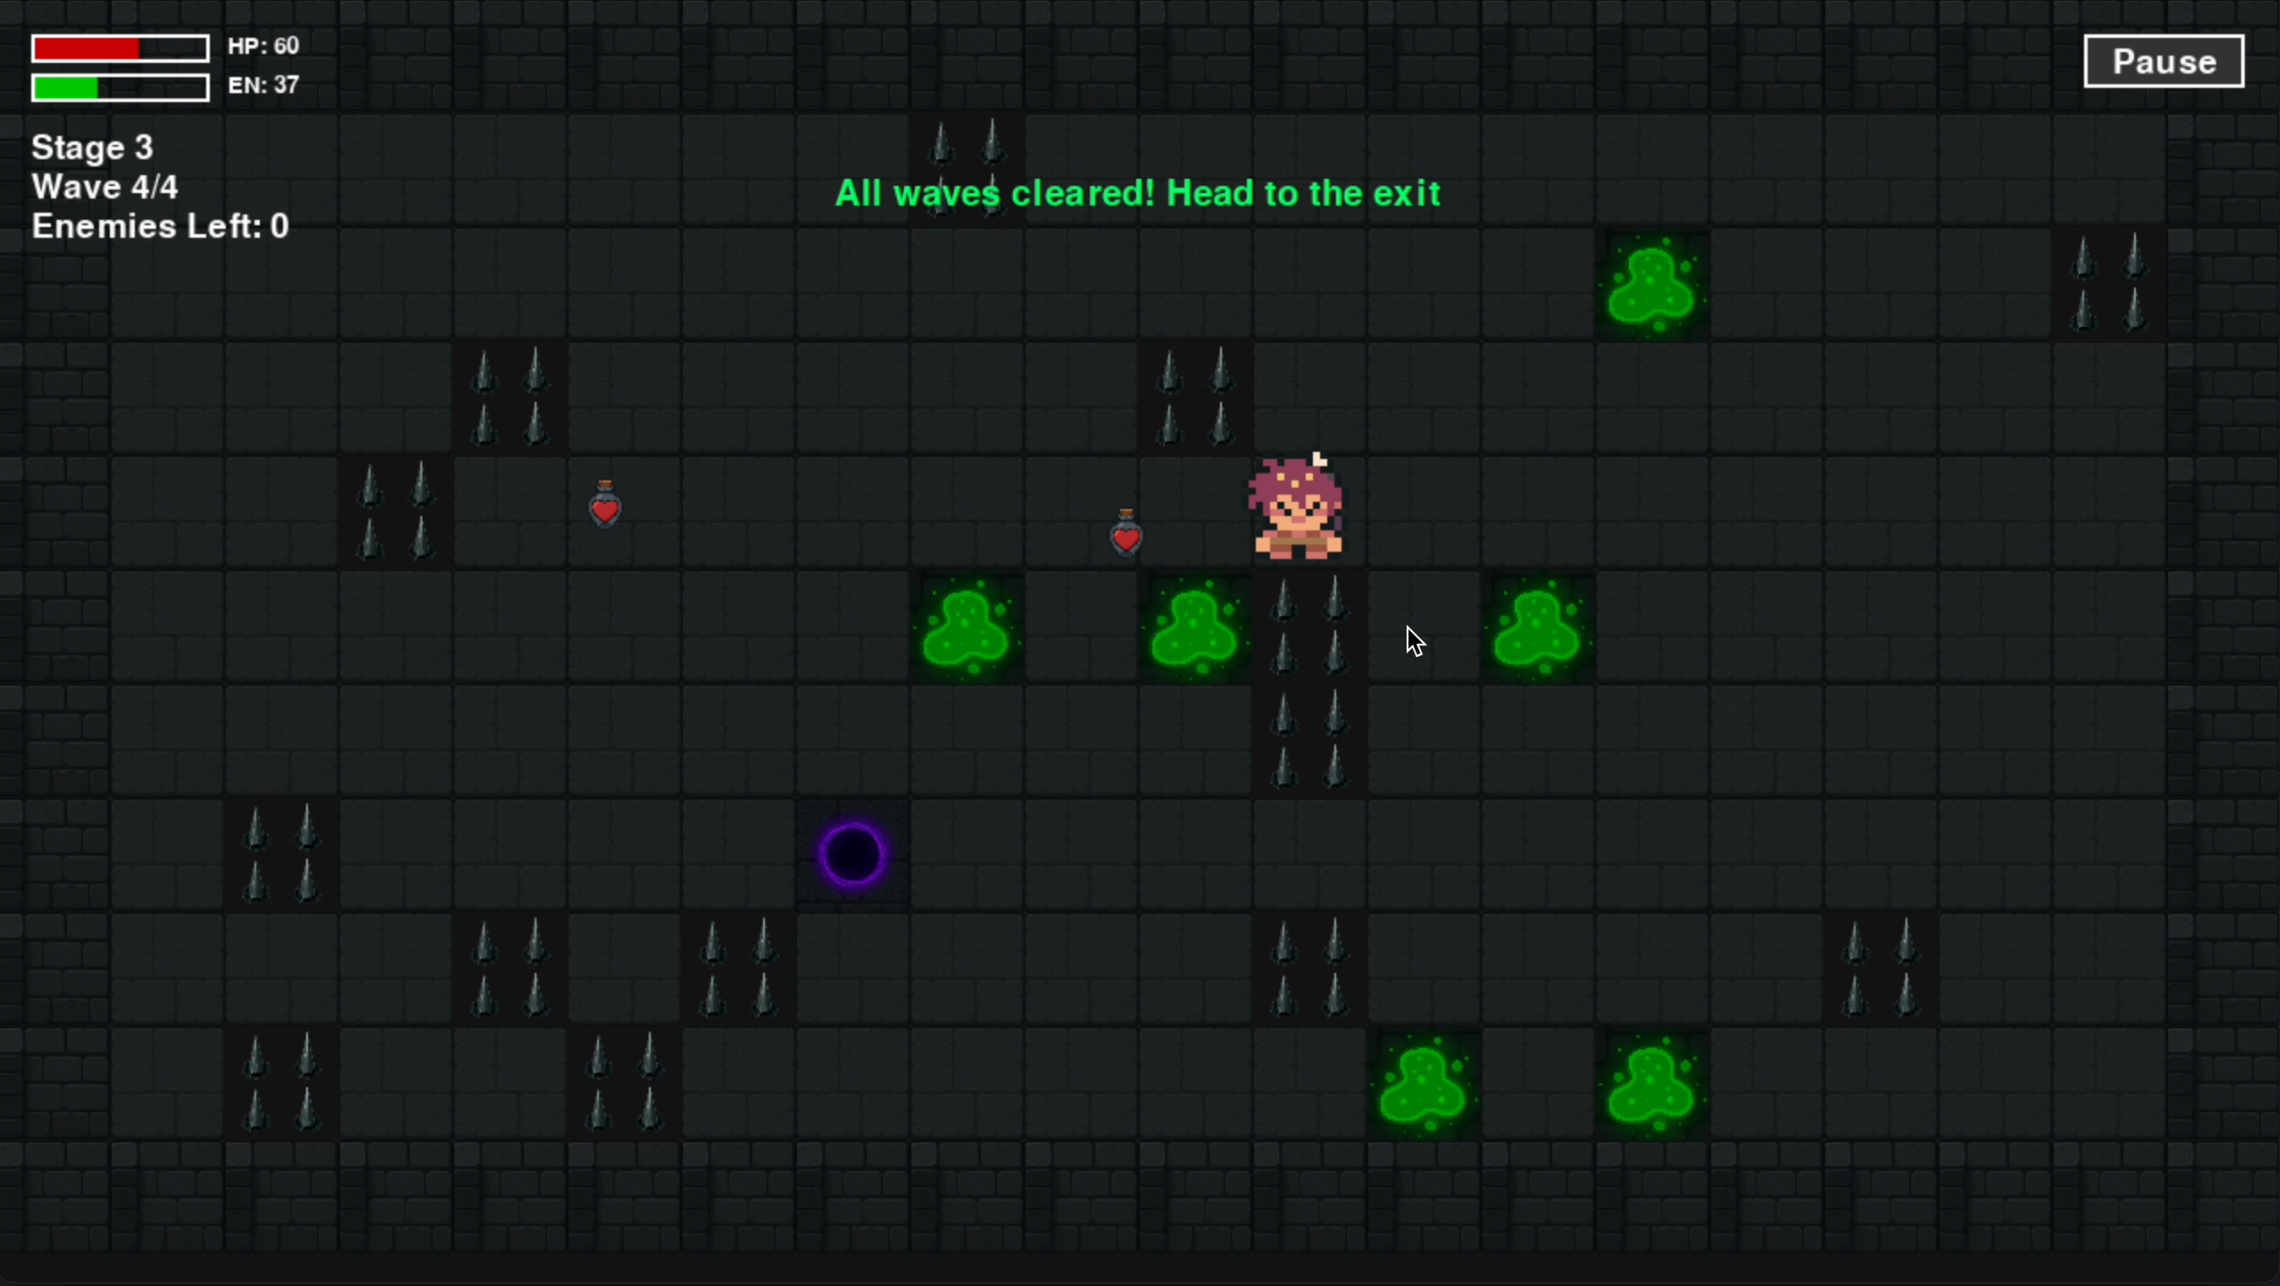 HP: 60
EN: 37
Pause
Stage 3
Wave 4/4
Enemies Left: 0
All waves cleared! Head to the exit